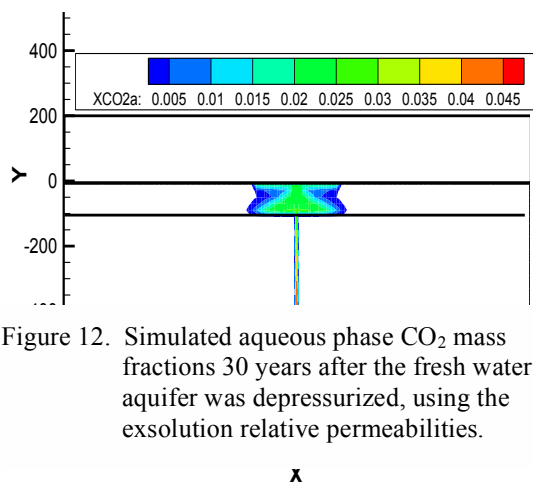 400
XCO2a: 0.005 0.01 0.015 0.02 0.025 0.03 0.035 0.04 0.045
200
Y
0
-200
Figure 12. Simulated aqueous phase CO2 mass
fractions 30 years after the fresh water
aquifer was depressurized, using the
exsolution relative permeabilities.
X